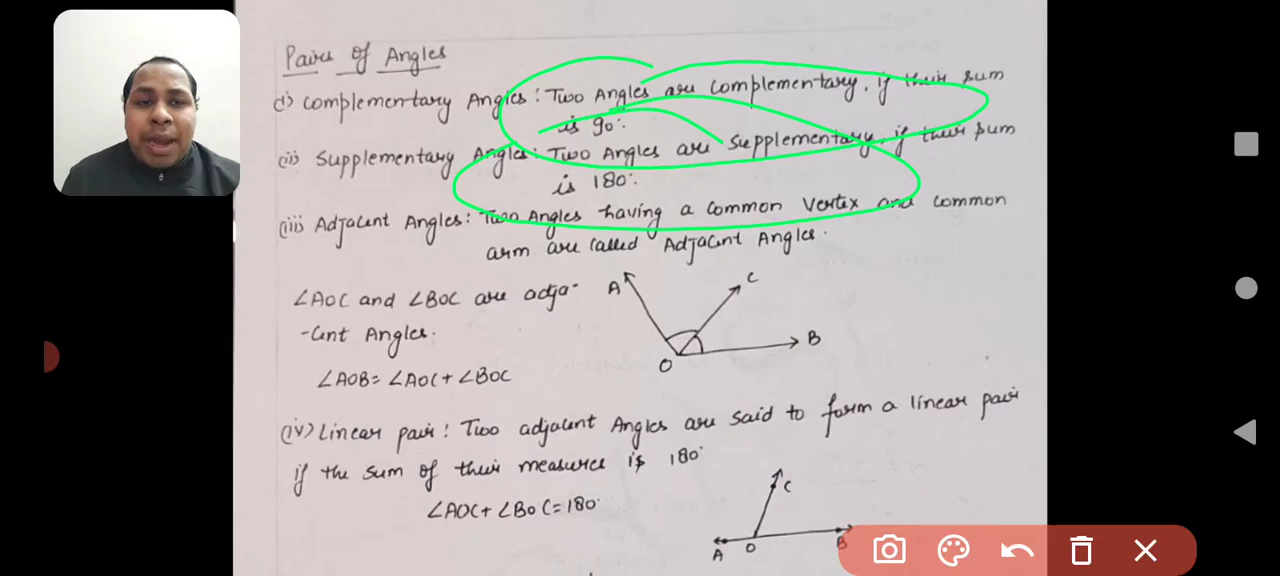 Pairs of Angles
(i) Complementary Angles: Two Angles are complementary, if their sum
is 90°.
(ii) Supplementary Angles: Two Angles are Supplementary, if their sum
is 180°.
(iii) Adjacent Angles: Two Angles having a common Vertex and common
arm are called Adjacent Angles.
∠AOC and ∠BOC are adja-
-cent Angles.
∠AOB = ∠AOC + ∠BOC
A
C
B
O
(iv) Linear pair: Two adjacent Angles are said to form a linear pair
if the sum of their measures is 180°
∠AOC + ∠BOC = 180°
C
A
O
B